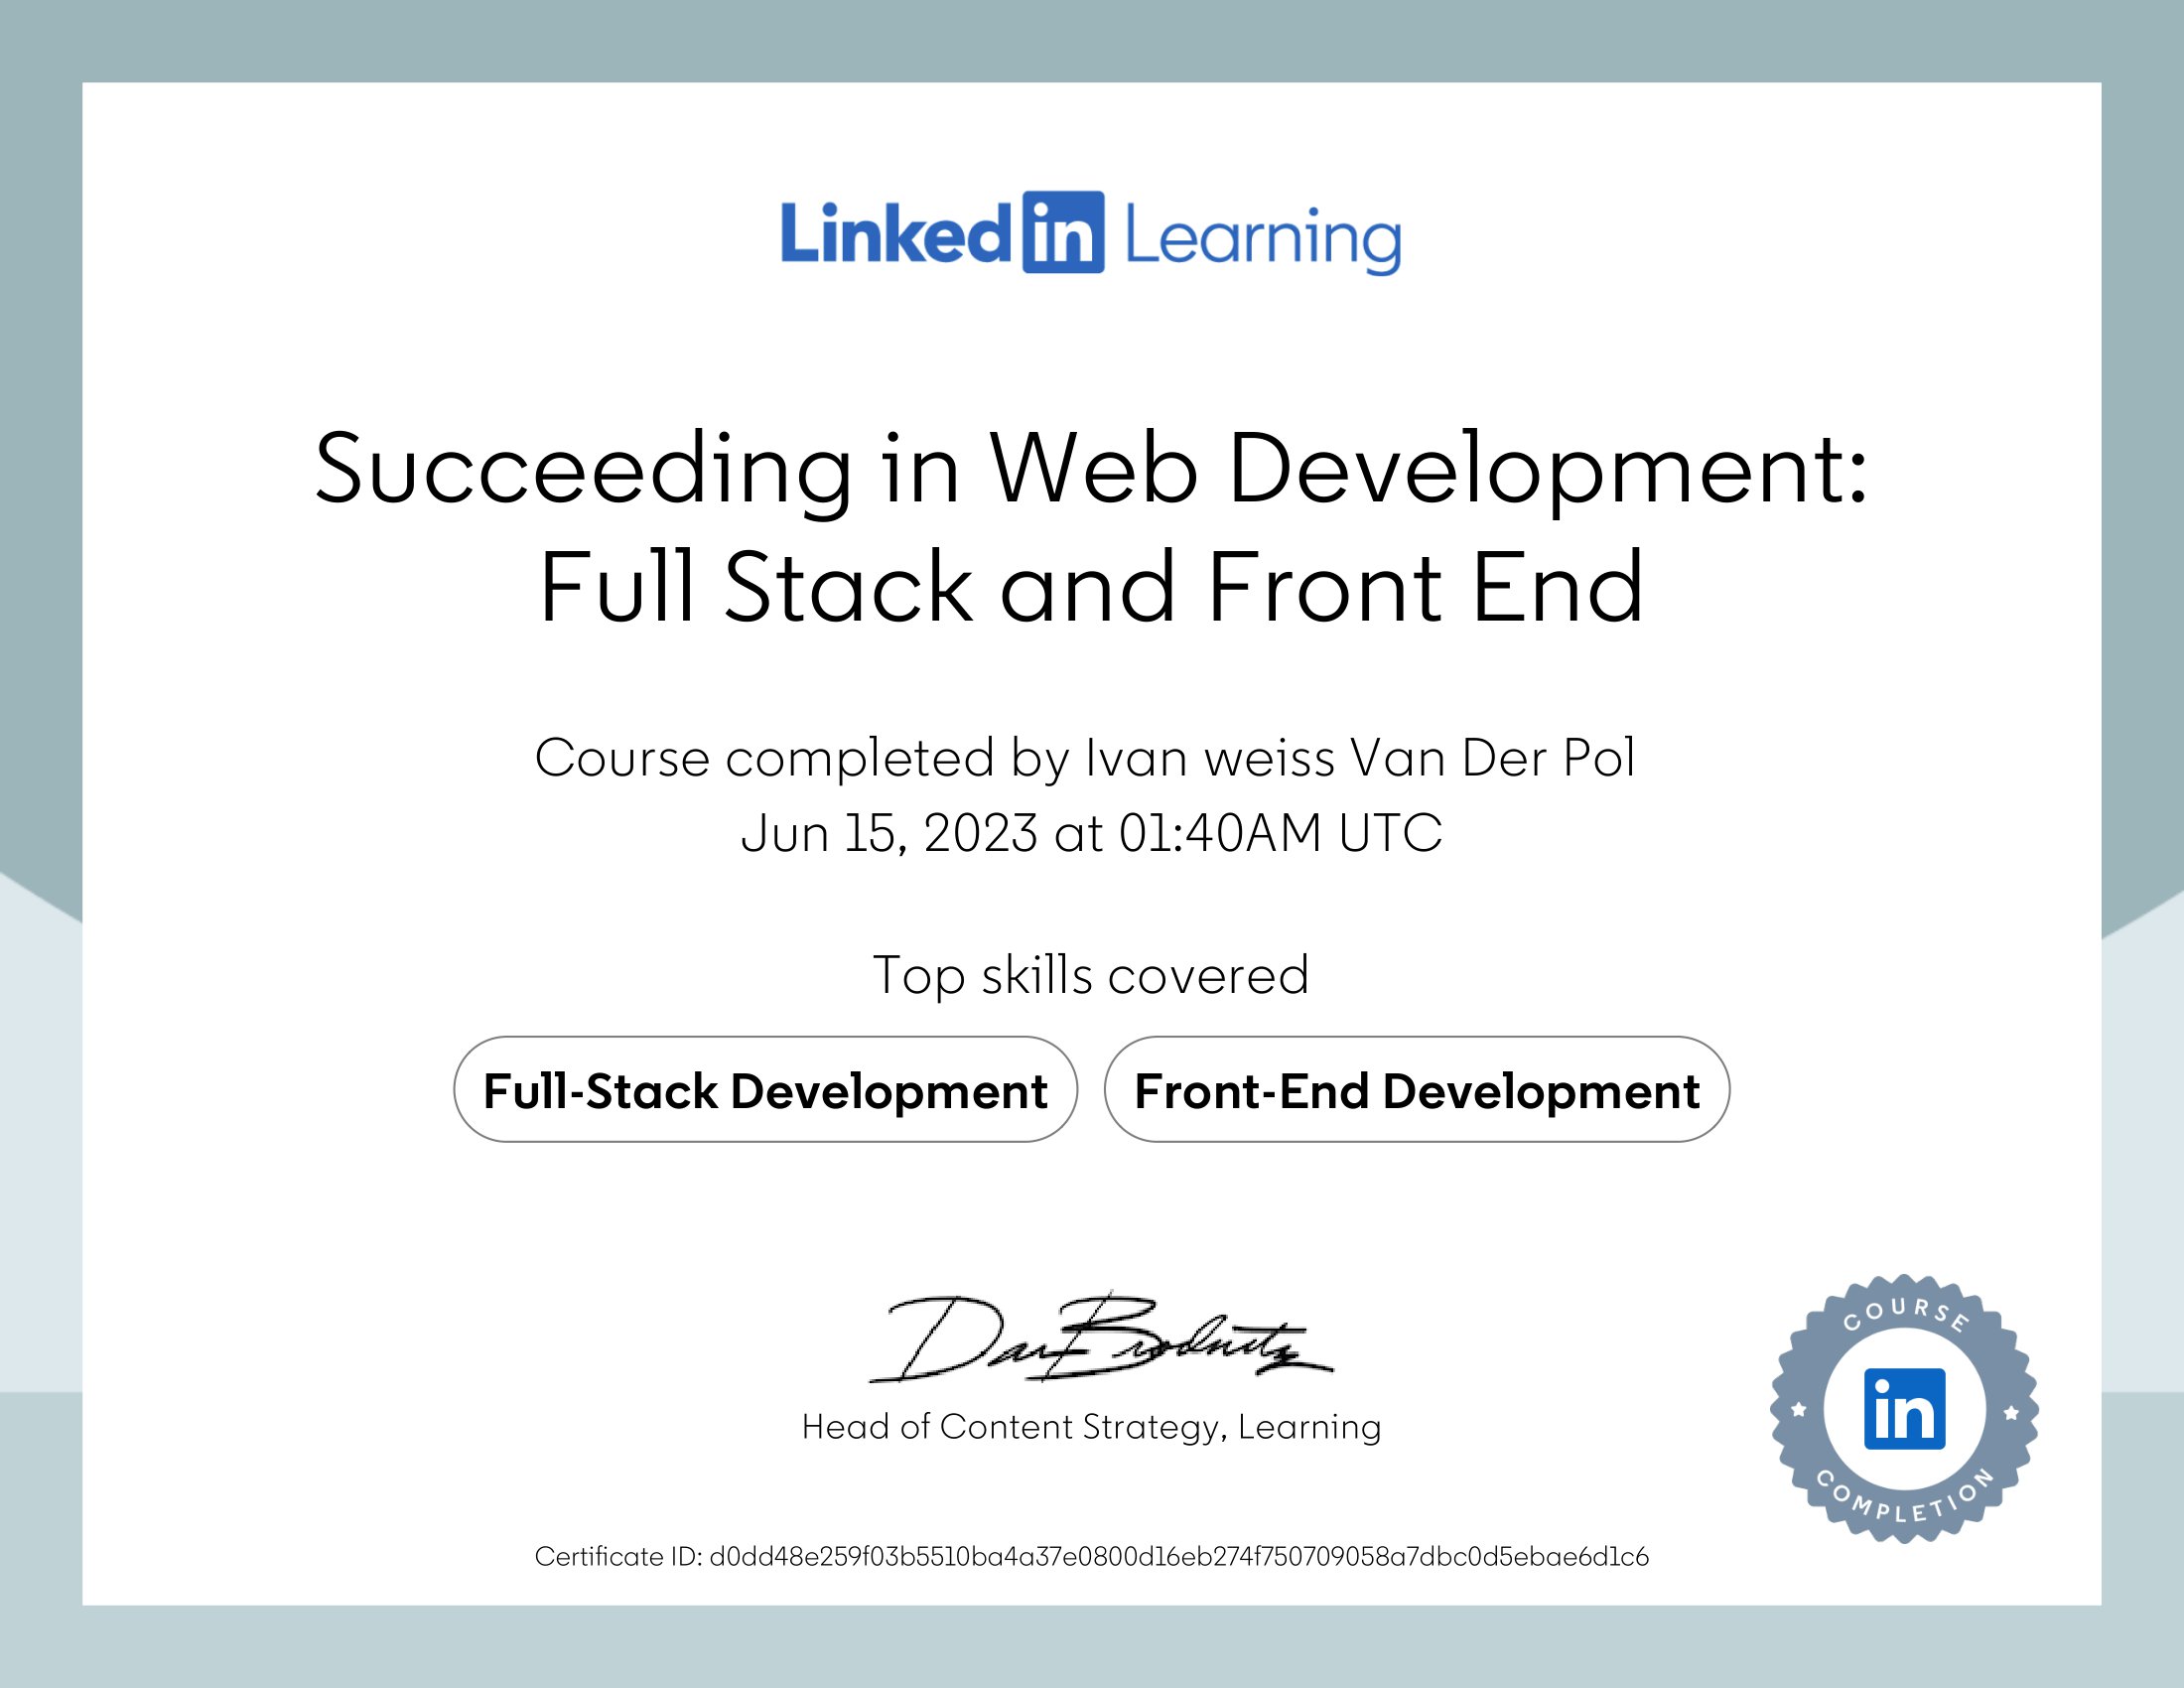 Linkedin Learning
Succeeding in Web Development:
Full Stack and Front End
Course completed by Ivan weiss Van Der Pol
Jun 15, 2023 at 01:40AM UTC
Top skills covered
Full-Stack Development
Front-End Development
Head of Content Strategy, Learning
COURSE
in
COMPLETION
Certificate ID: d0dd48e259f03b5510ba4a37e0800d16eb274f750709058a7dbc0d5ebae6d1c6